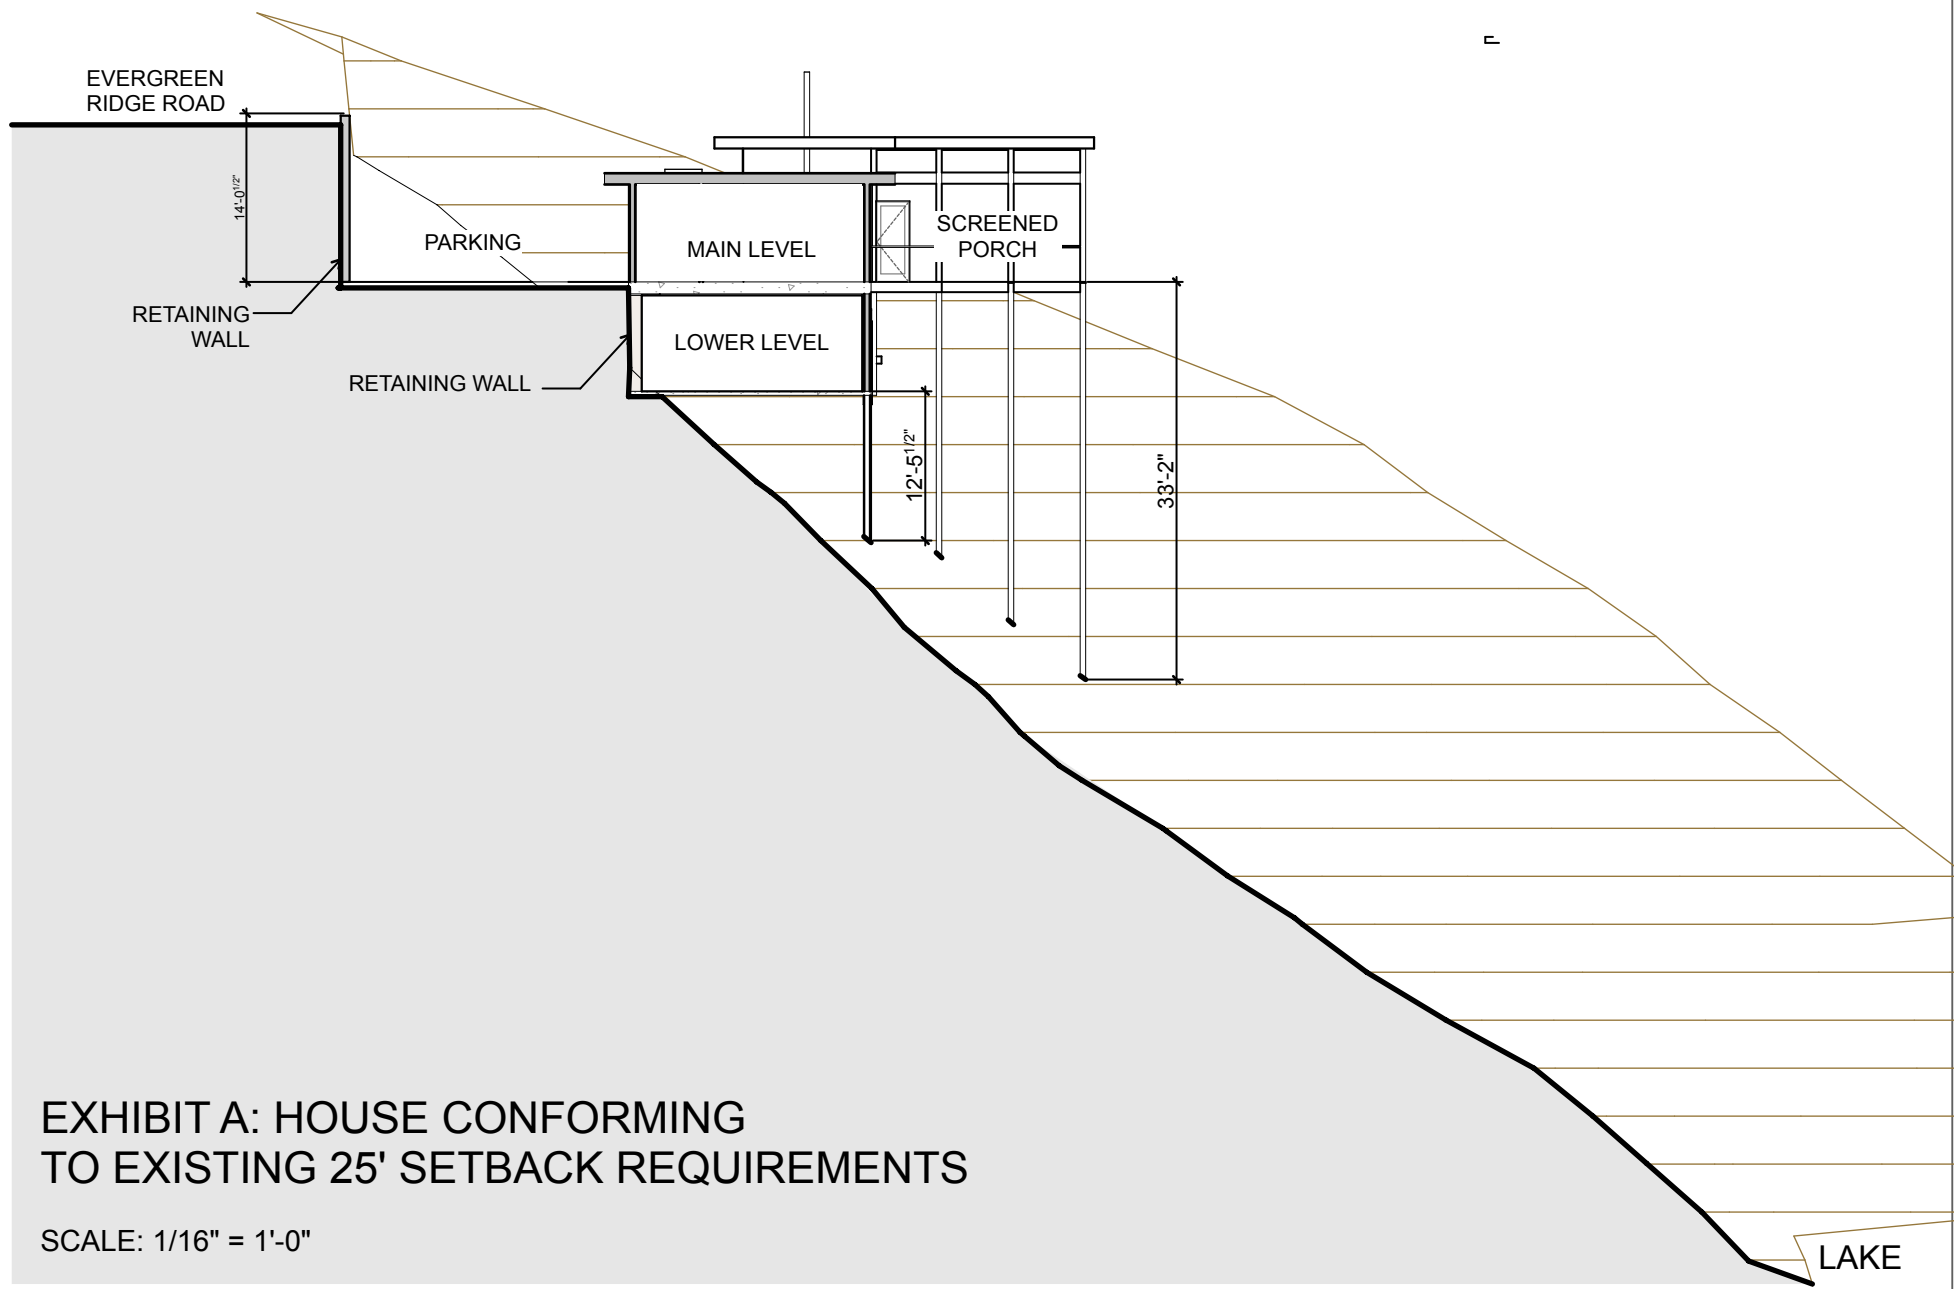 EVERGREEN
RIDGE ROAD
14'-0 1/2"
PARKING
MAIN LEVEL
SCREENED
PORCH
RETAINING
WALL
LOWER LEVEL
RETAINING WALL
12'-5 1/2"
33'-2"
EXHIBIT A: HOUSE CONFORMING
TO EXISTING 25' SETBACK REQUIREMENTS
SCALE: 1/16" = 1'-0"
LAKE